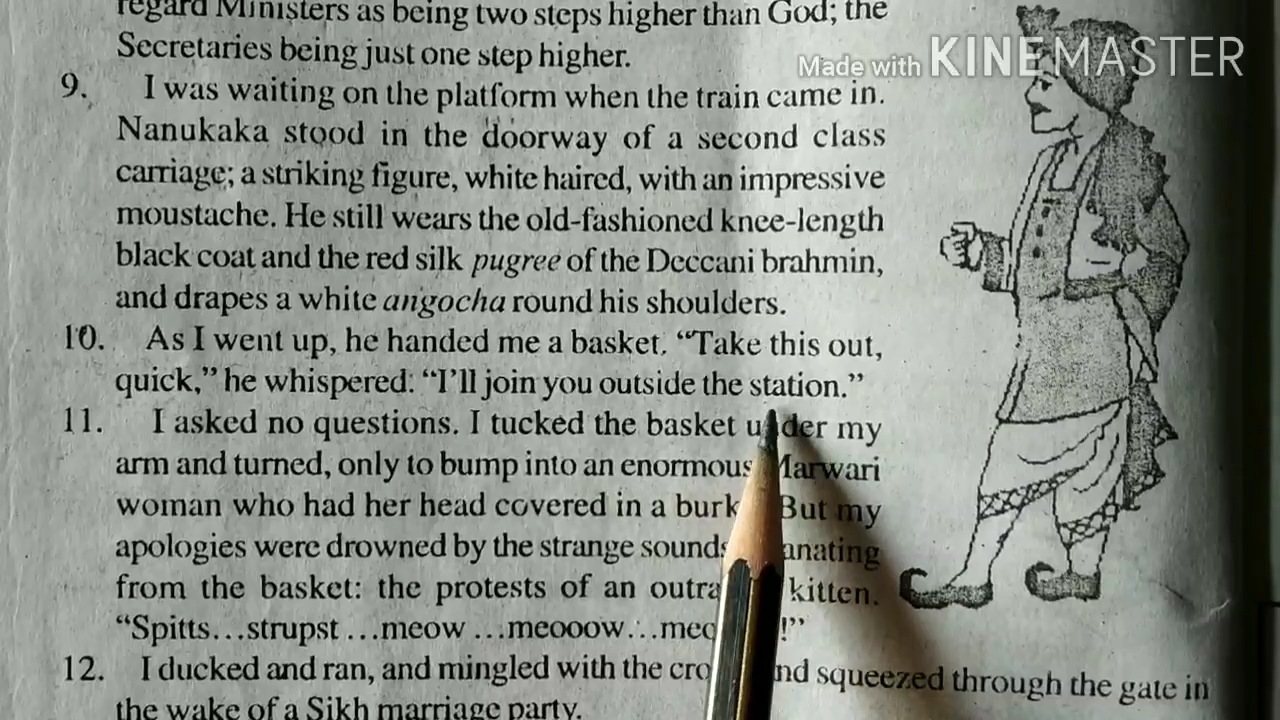 regard Ministers as being two steps higher than God; the
Secretaries being just one step higher.
Made with KINEMASTER
9. I was waiting on the platform when the train came in.
Nanukaka stood in the doorway of a second class
carriage; a striking figure, white haired, with an impressive
moustache. He still wears the old-fashioned knee-length
black coat and the red silk pugree of the Deccani brahmin,
and drapes a white angocha round his shoulders.
10. As I went up, he handed me a basket. “Take this out,
quick,” he whispered: “I’ll join you outside the station.”
11. I asked no questions. I tucked the basket under my
arm and turned, only to bump into an enormous Marwari
woman who had her head covered in a But my
apologies were drowned by the strange sounds
from the basket: the protests of an kitten.
“Spitts...strupst ...meow ...meooow... !”
12. I ducked and ran, and mingled with the squeezed through the gate in
the wake of a Sikh marriage party.